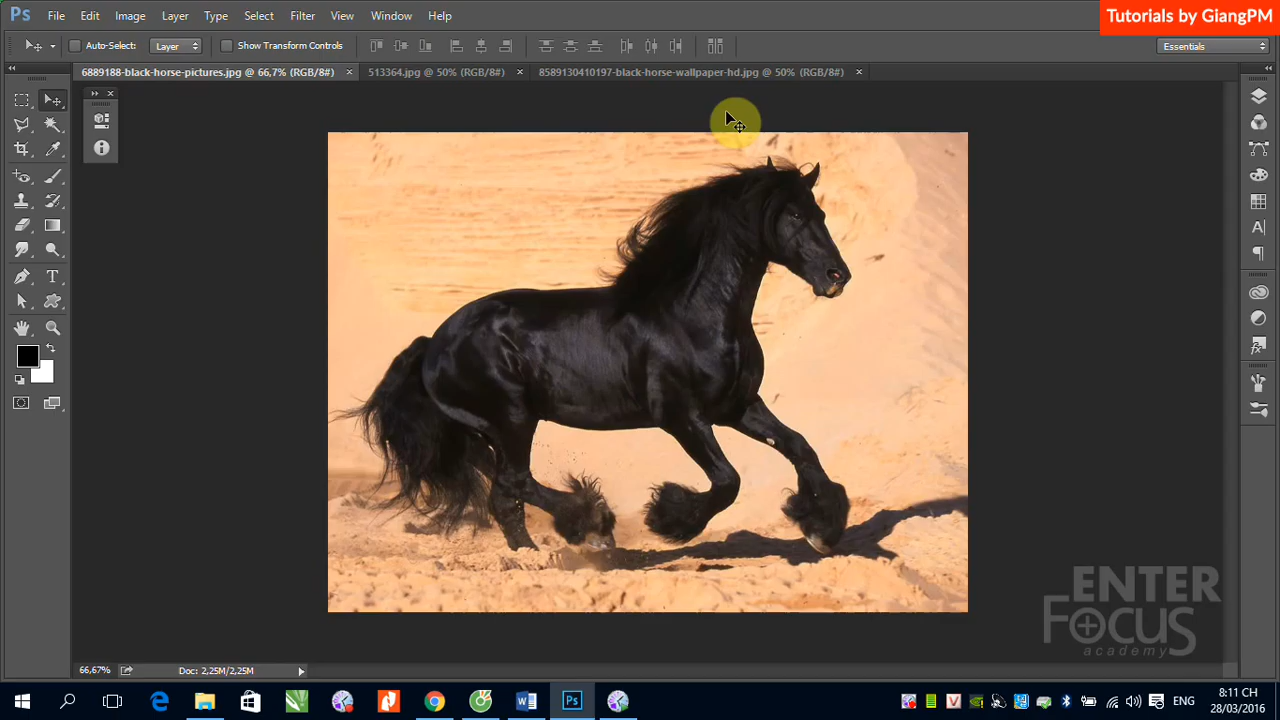 Ps File Edit Image Layer Type Select Filter View Window Help
Tutorials by GiangPM
Auto-Select: Layer Show Transform Controls Essentials
6889188-black-horse-pictures.jpg @ 66,7% (RGB/8#) × 513364.jpg @ 50% (RGB/8#) × 8589130410197-black-horse-wallpaper-hd.jpg @ 50% (RGB/8#) ×
ENTER
FOCUS
academy
66,67% Doc: 2,25M/2,25M
ENG
8:11 CH
28/03/2016